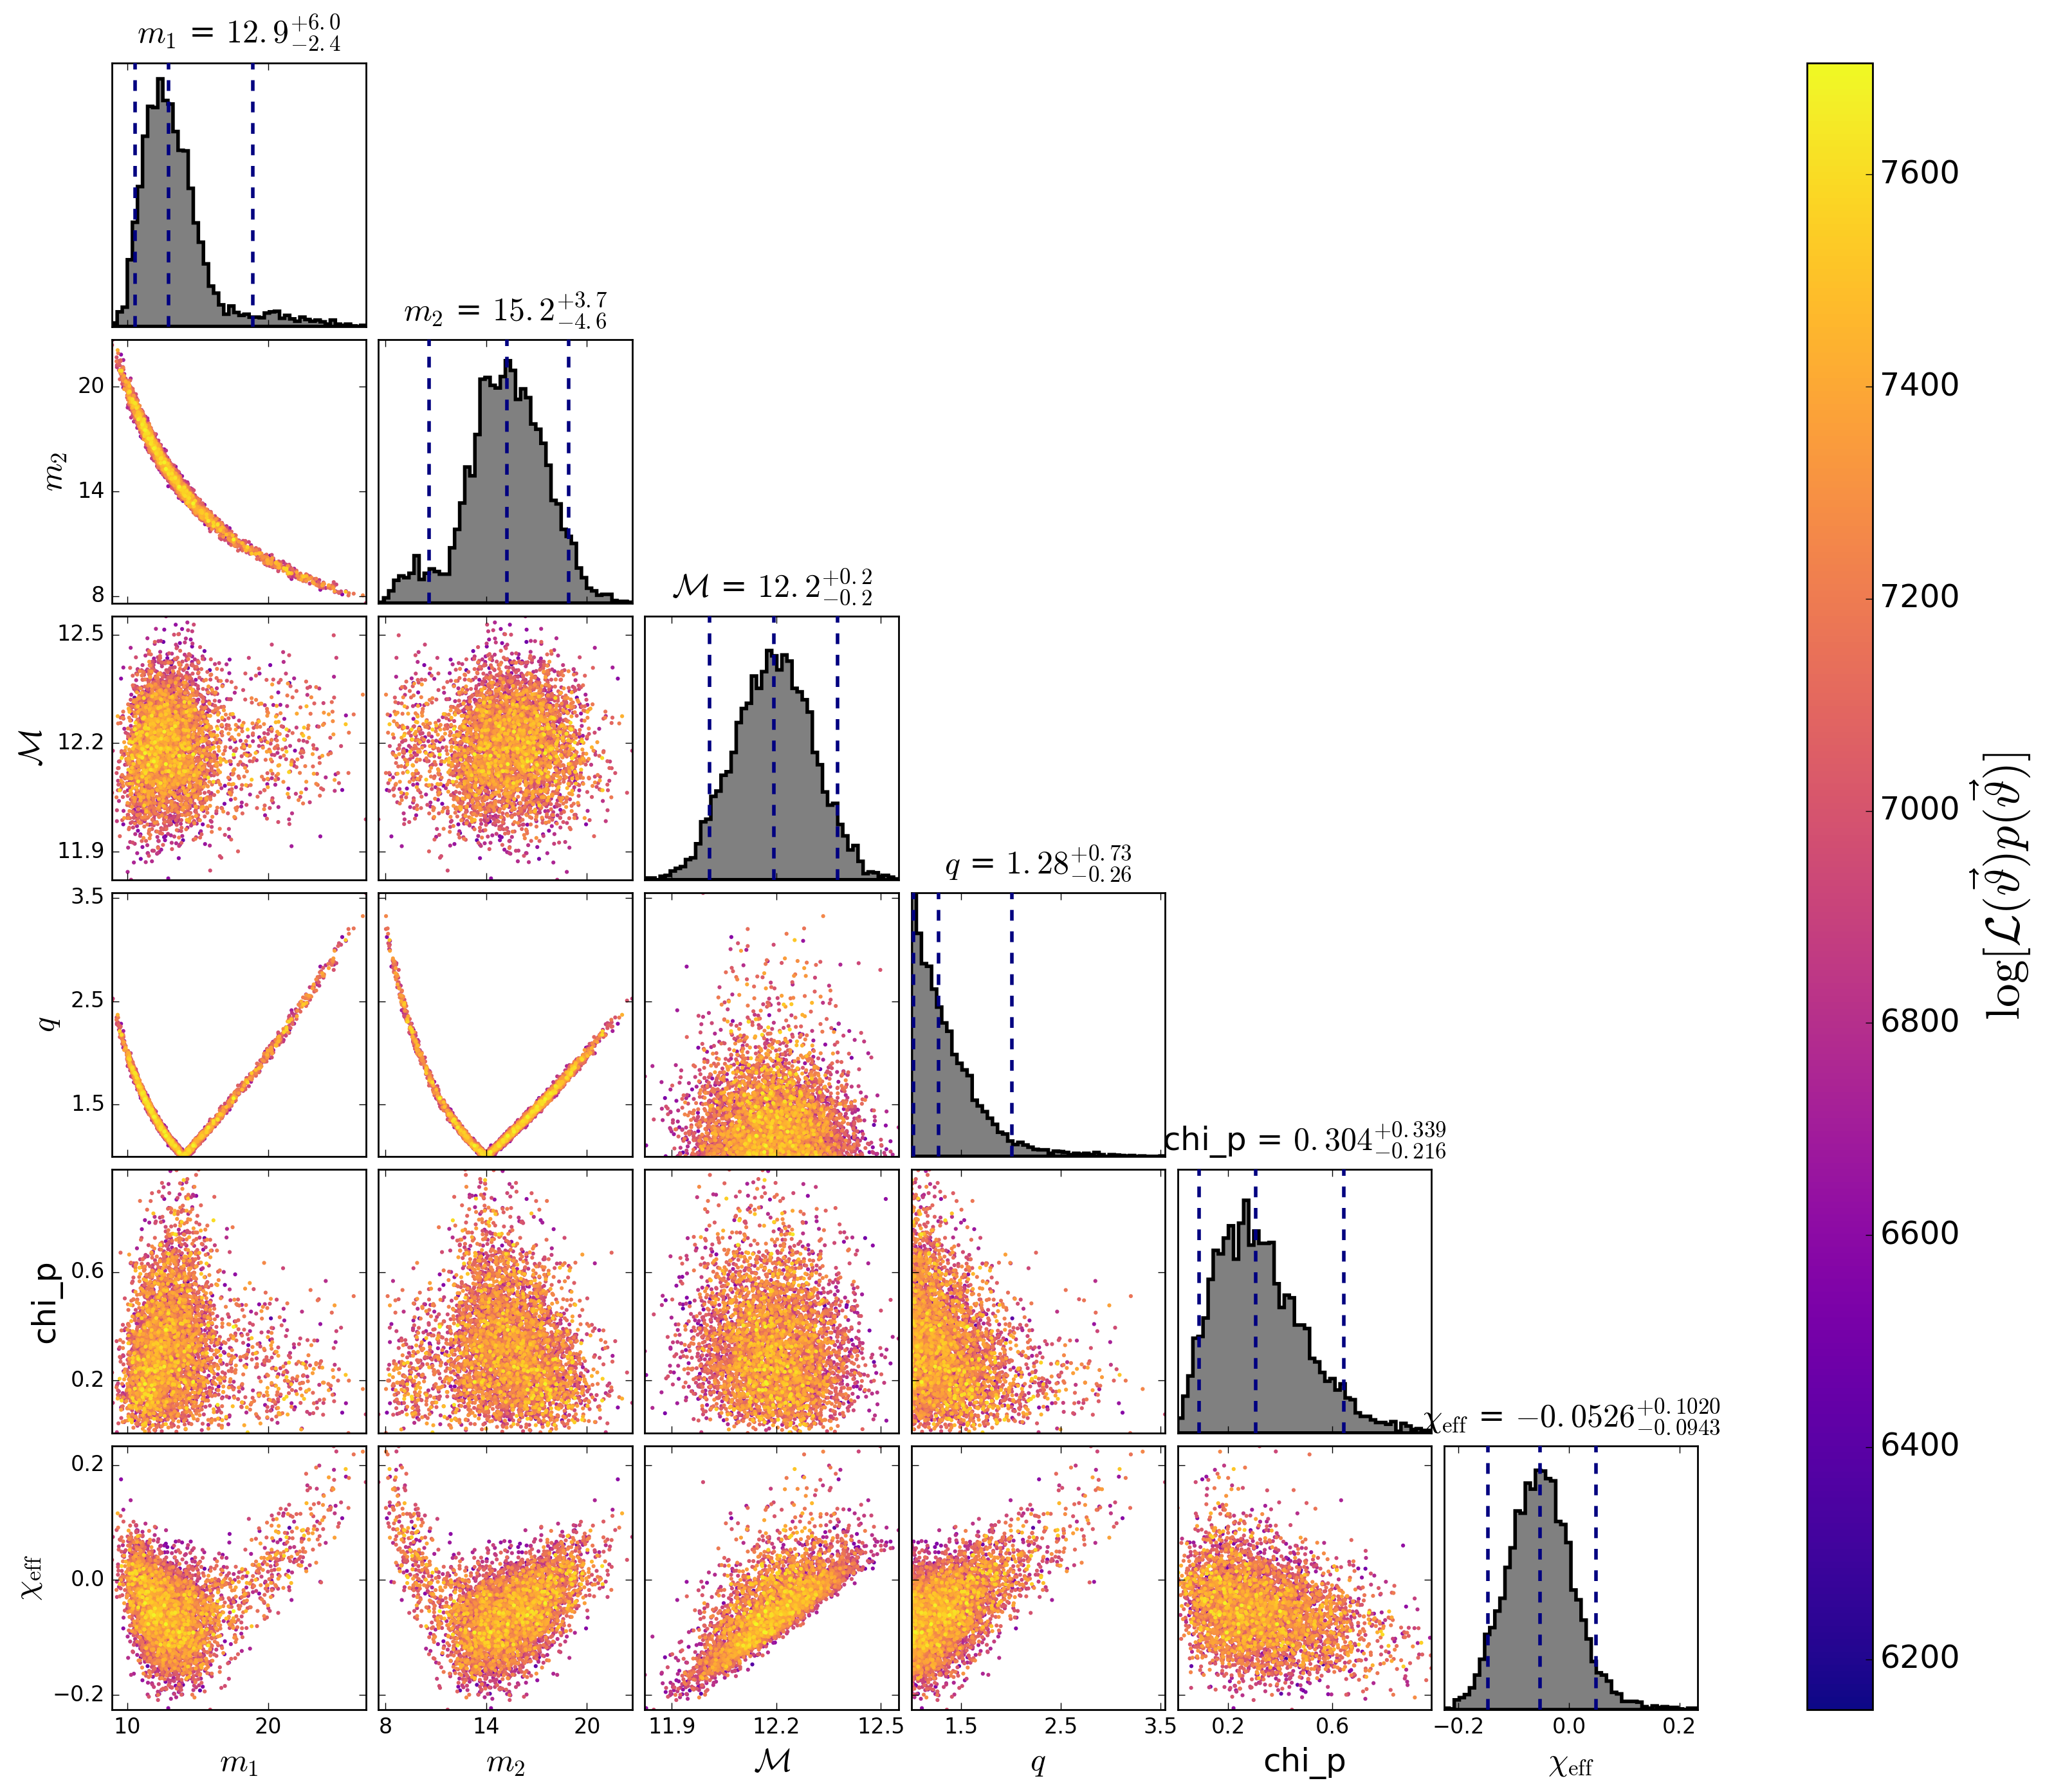 m₁ = 12.9 +6.0 −2.4
m₂ = 15.2 +3.7 −4.6
ℳ = 12.2 +0.2 −0.2
q = 1.28 +0.73 −0.26
chi_p = 0.304 +0.339 −0.216
χeff = −0.0526 +0.1020 −0.0943
m₂
20
14
8
ℳ
12.5
12.2
11.9
q
3.5
2.5
1.5
chi_p
0.6
0.2
χeff
0.2
0.0
−0.2
10 20
8 14 20
11.9 12.2 12.5
1.5 2.5 3.5
0.2 0.6
−0.2 0.0 0.2
m₁
m₂
ℳ
q
chi_p
χeff
7600
7400
7200
7000
6800
6600
6400
6200
log[ℒ(ϑ⃗)p(ϑ⃗)]